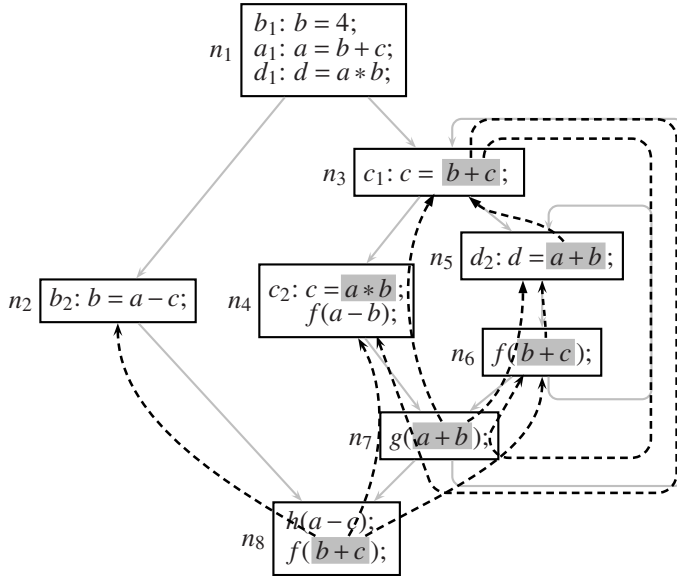 b₁: b = 4;
n₁ a₁: a = b + c;
d₁: d = a * b;
n₃ c₁: c = b + c ;
n₅ d₂: d = a + b ;
n₂ b₂: b = a − c;
n₄ c₂: c = a * b ;
f(a − b);
n₆ f( b + c );
n₇ g( a + b );
h(a − c);
n₈ f( b + c );